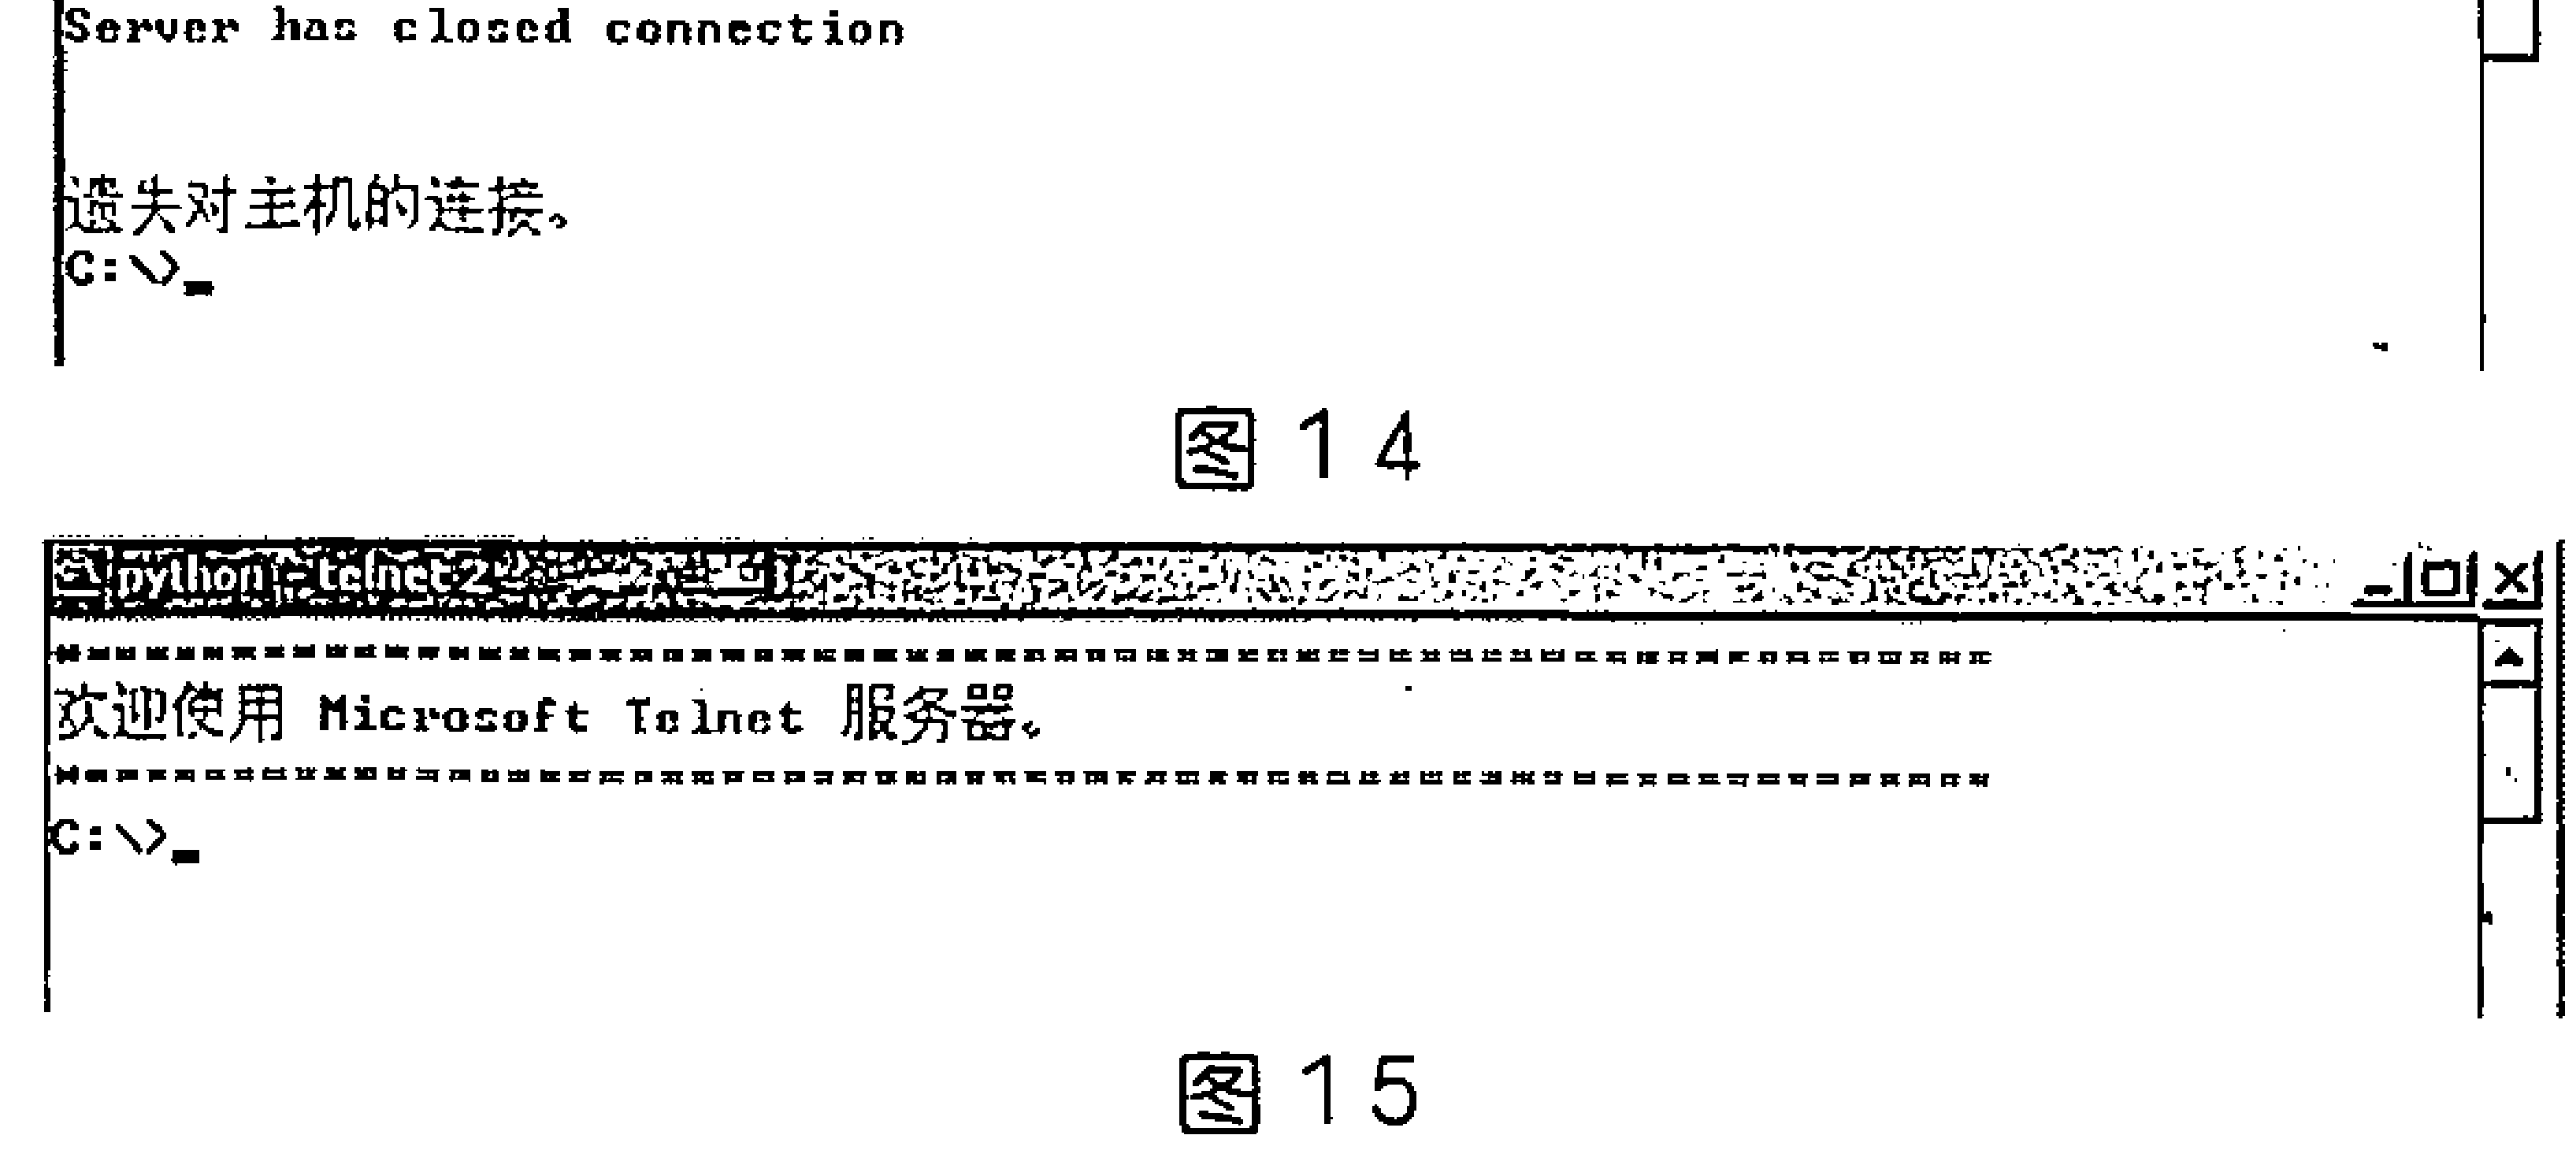 Server has closed connection
遗失对主机的连接。
C:\>_
图 14
python - telnet2
欢迎使用 Microsoft Telnet 服务器。
C:\>_
图 15